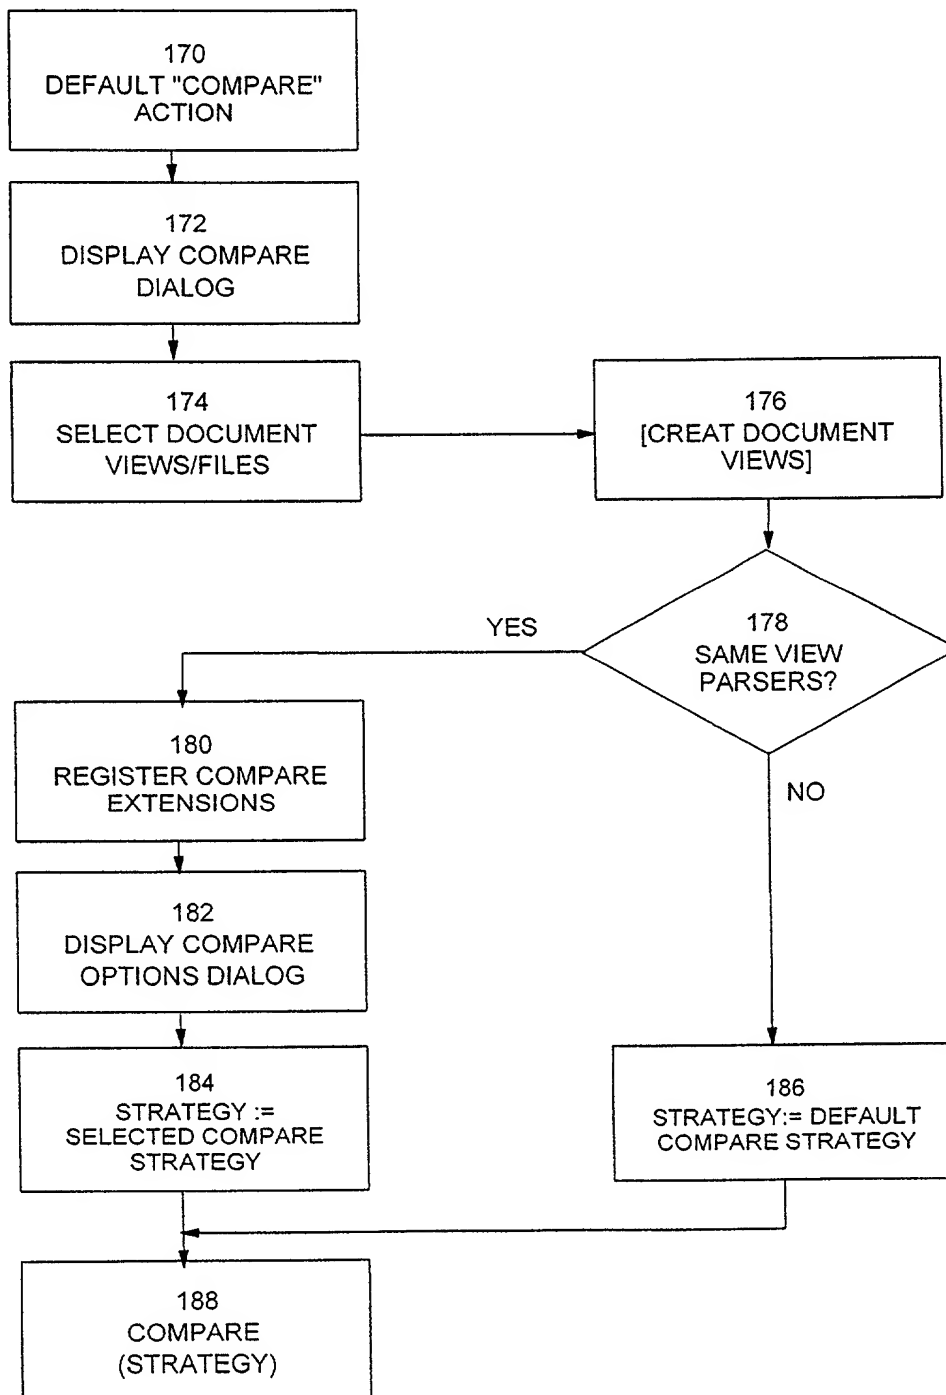 170
DEFAULT "COMPARE"
ACTION
172
DISPLAY COMPARE
DIALOG
174
SELECT DOCUMENT
VIEWS/FILES
176
[CREAT DOCUMENT
VIEWS]
178
SAME VIEW
PARSERS?
YES
NO
180
REGISTER COMPARE
EXTENSIONS
182
DISPLAY COMPARE
OPTIONS DIALOG
184
STRATEGY :=
SELECTED COMPARE
STRATEGY
186
STRATEGY:= DEFAULT
COMPARE STRATEGY
188
COMPARE
(STRATEGY)